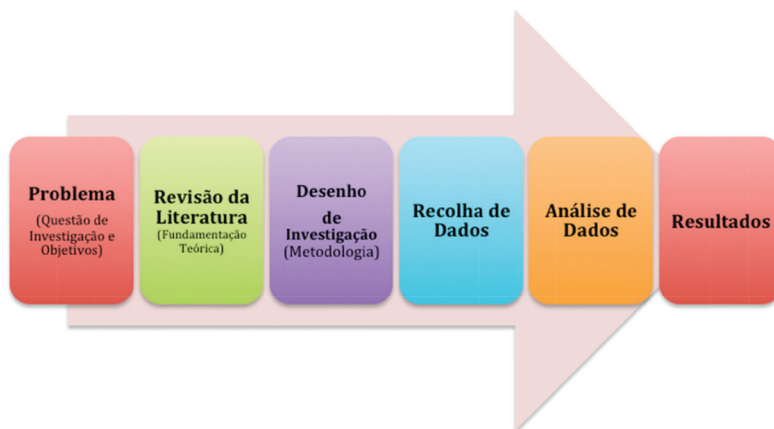 Problema
(Questão de
Investigação e
Objetivos)
Revisão da
Literatura
(Fundamentação
Teórica)
Desenho
de
Investigação
(Metodologia)
Recolha de
Dados
Análise de
Dados
Resultados